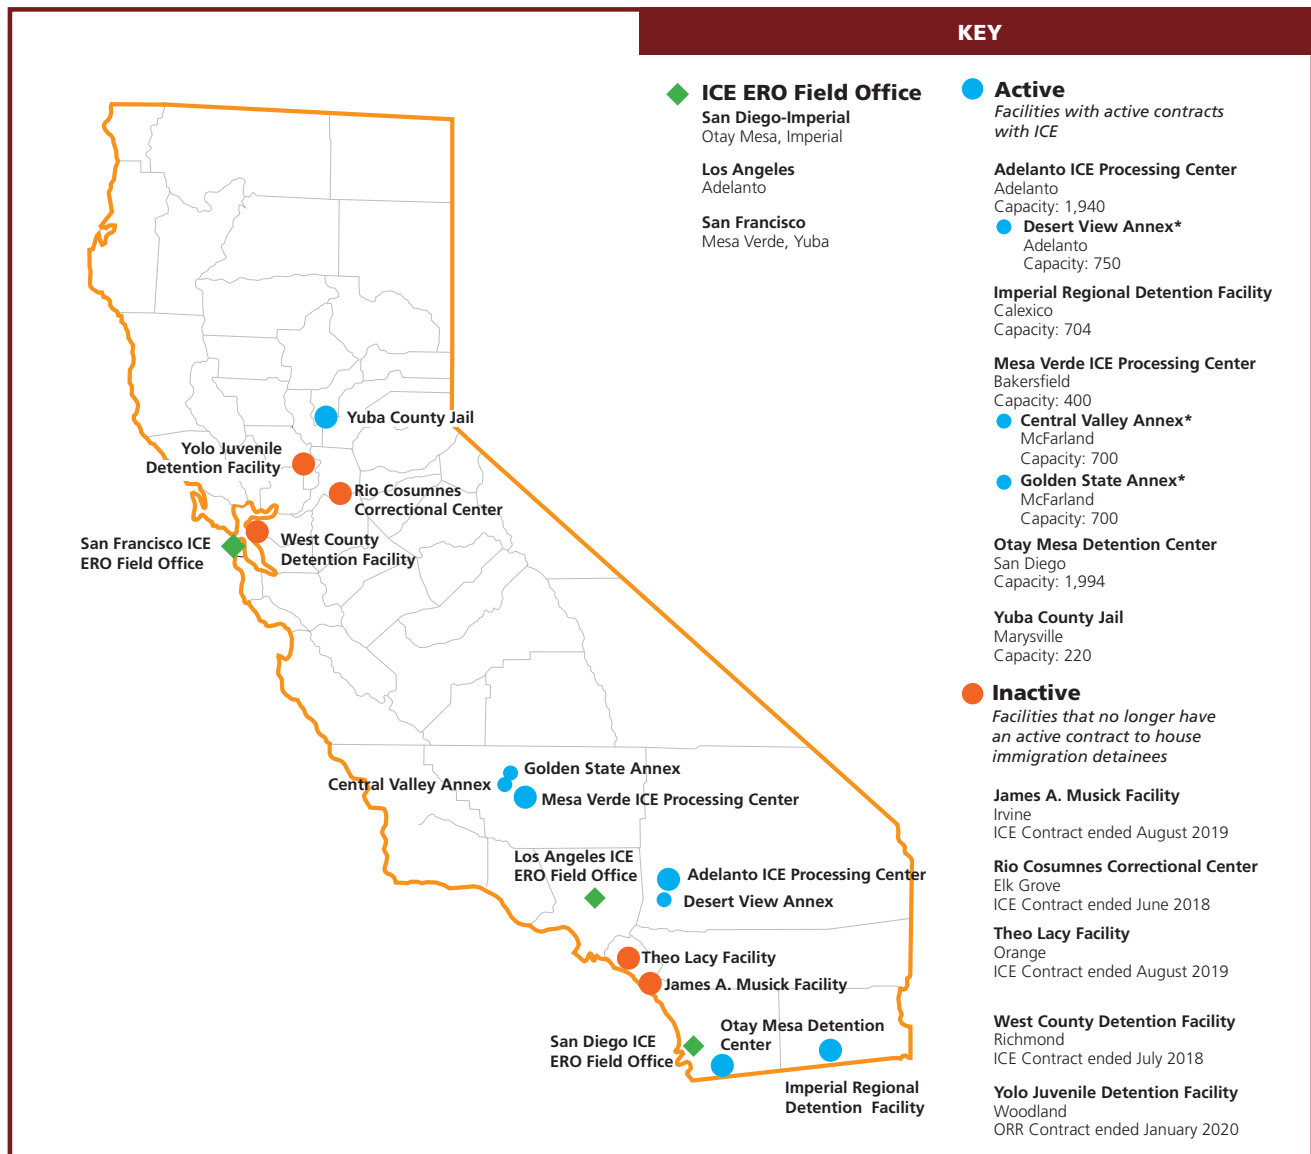 KEY
ICE ERO Field Office
San Diego-Imperial
Otay Mesa, Imperial
Los Angeles
Adelanto
San Francisco
Mesa Verde, Yuba
Active
Facilities with active contracts
with ICE
Adelanto ICE Processing Center
Adelanto
Capacity: 1,940
Desert View Annex*
Adelanto
Capacity: 750
Imperial Regional Detention Facility
Calexico
Capacity: 704
Mesa Verde ICE Processing Center
Bakersfield
Capacity: 400
Central Valley Annex*
McFarland
Capacity: 700
Golden State Annex*
McFarland
Capacity: 700
Otay Mesa Detention Center
San Diego
Capacity: 1,994
Yuba County Jail
Marysville
Capacity: 220
Inactive
Facilities that no longer have
an active contract to house
immigration detainees
James A. Musick Facility
Irvine
ICE Contract ended August 2019
Rio Cosumnes Correctional Center
Elk Grove
ICE Contract ended June 2018
Theo Lacy Facility
Orange
ICE Contract ended August 2019
West County Detention Facility
Richmond
ICE Contract ended July 2018
Yolo Juvenile Detention Facility
Woodland
ORR Contract ended January 2020
Yuba County Jail
Yolo Juvenile
Detention Facility
Rio Cosumnes
Correctional Center
West County
Detention Facility
San Francisco ICE
ERO Field Office
Golden State Annex
Central Valley Annex
Mesa Verde ICE Processing Center
Los Angeles ICE
ERO Field Office
Adelanto ICE Processing Center
Desert View Annex
Theo Lacy Facility
James A. Musick Facility
San Diego ICE
ERO Field Office
Otay Mesa Detention
Center
Imperial Regional
Detention Facility